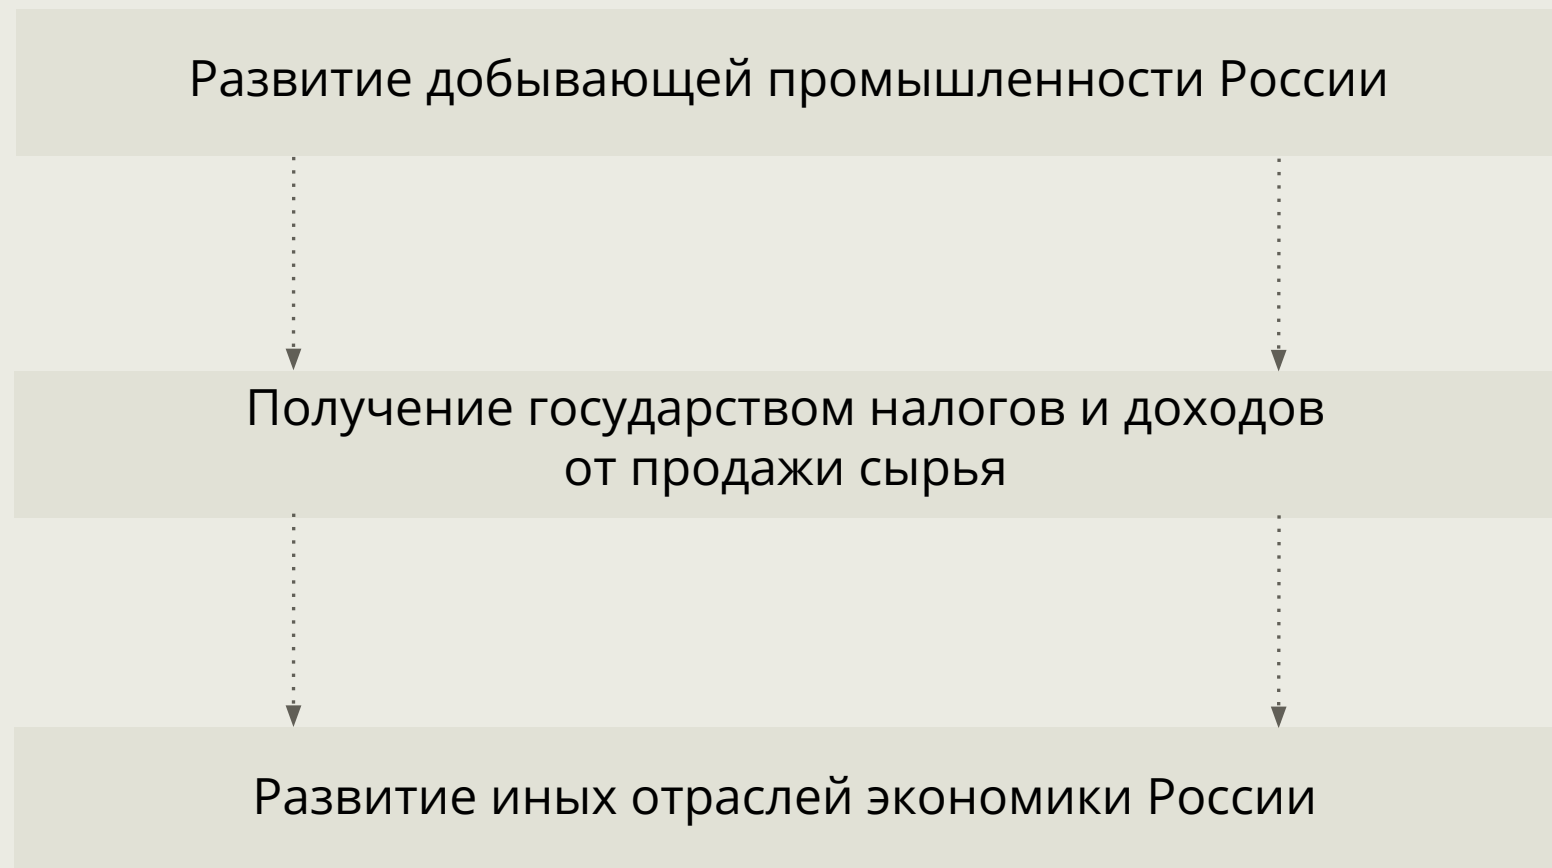 Развитие добывающей промышленности России
Получение государством налогов и доходов
от продажи сырья
Развитие иных отраслей экономики России